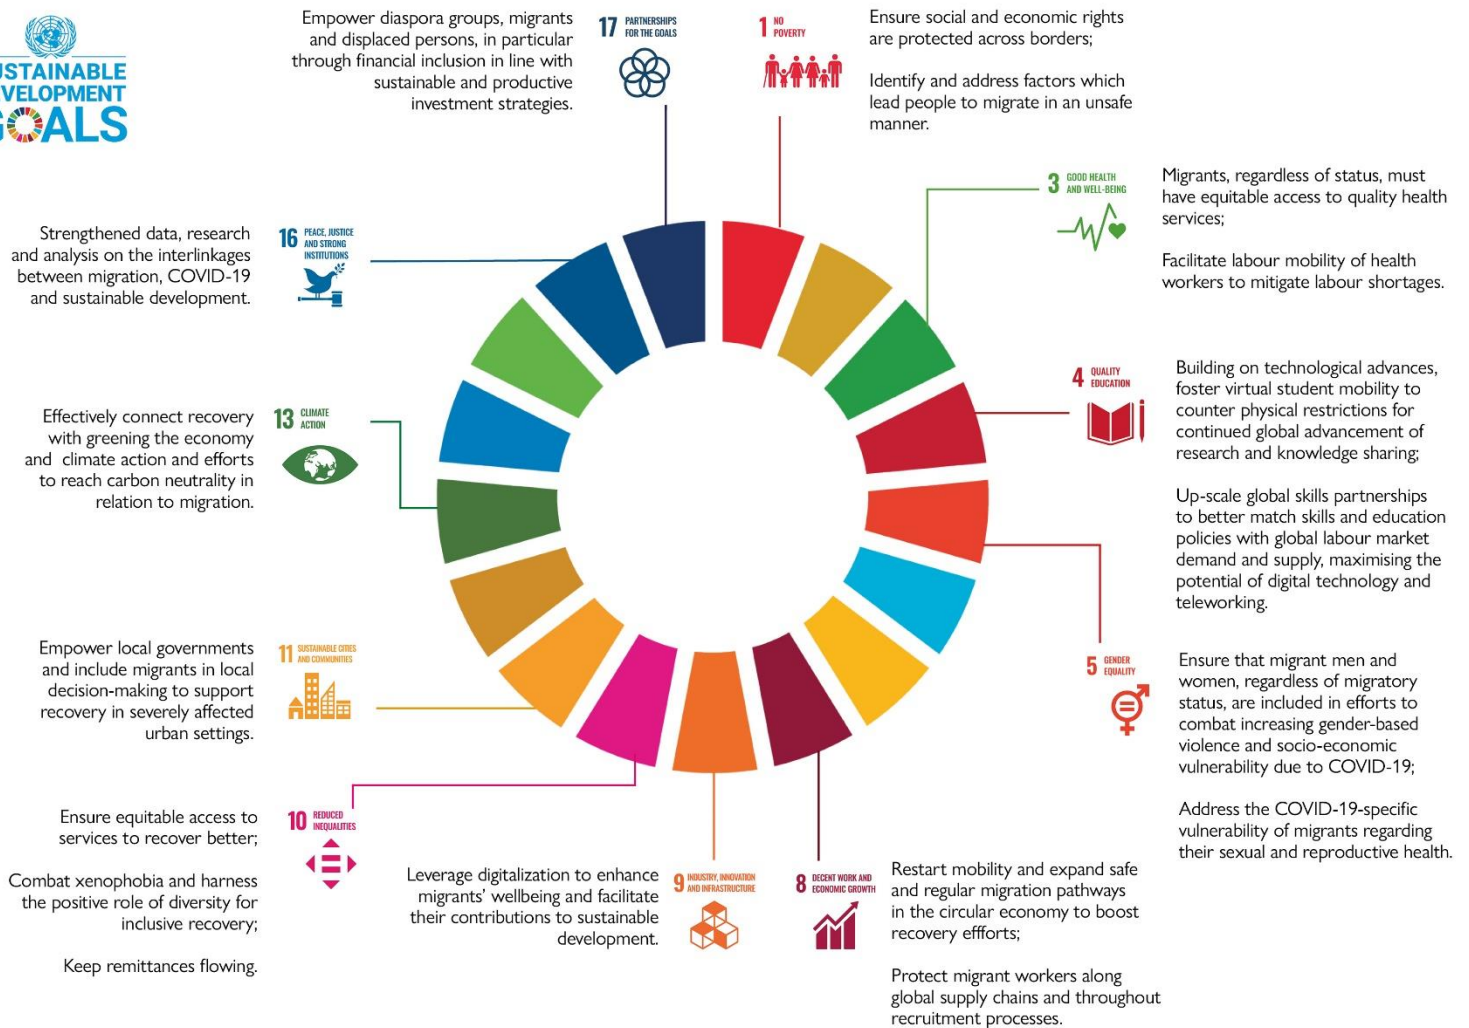 USTAINABLE
EVELOPMENT
GOALS
Empower diaspora groups, migrants
and displaced persons, in particular
through financial inclusion in line with
sustainable and productive
investment strategies.
17 PARTNERSHIPS
FOR THE GOALS
1 NO
POVERTY
Ensure social and economic rights
are protected across borders;
Identify and address factors which
lead people to migrate in an unsafe
manner.
3 GOOD HEALTH
AND WELL-BEING
Migrants, regardless of status, must
have equitable access to quality health
services;
Facilitate labour mobility of health
workers to mitigate labour shortages.
4 QUALITY
EDUCATION
Building on technological advances,
foster virtual student mobility to
counter physical restrictions for
continued global advancement of
research and knowledge sharing;
Up-scale global skills partnerships
to better match skills and education
policies with global labour market
demand and supply, maximising the
potential of digital technology and
teleworking.
5 GENDER
EQUALITY
Ensure that migrant men and
women, regardless of migratory
status, are included in efforts to
combat increasing gender-based
violence and socio-economic
vulnerability due to COVID-19;
Address the COVID-19-specific
vulnerability of migrants regarding
their sexual and reproductive health.
8 DECENT WORK AND
ECONOMIC GROWTH
Restart mobility and expand safe
and regular migration pathways
in the circular economy to boost
recovery efforts;
Protect migrant workers along
global supply chains and throughout
recruitment processes.
Leverage digitalization to enhance
migrants' wellbeing and facilitate
their contributions to sustainable
development.
9 INDUSTRY, INNOVATION
AND INFRASTRUCTURE
Ensure equitable access to
services to recover better;
Combat xenophobia and harness
the positive role of diversity for
inclusive recovery;
Keep remittances flowing.
10 REDUCED
INEQUALITIES
Empower local governments
and include migrants in local
decision-making to support
recovery in severely affected
urban settings.
11 SUSTAINABLE CITIES
AND COMMUNITIES
Effectively connect recovery
with greening the economy
and climate action and efforts
to reach carbon neutrality in
relation to migration.
13 CLIMATE
ACTION
Strengthened data, research
and analysis on the interlinkages
between migration, COVID-19
and sustainable development.
16 PEACE, JUSTICE
AND STRONG
INSTITUTIONS